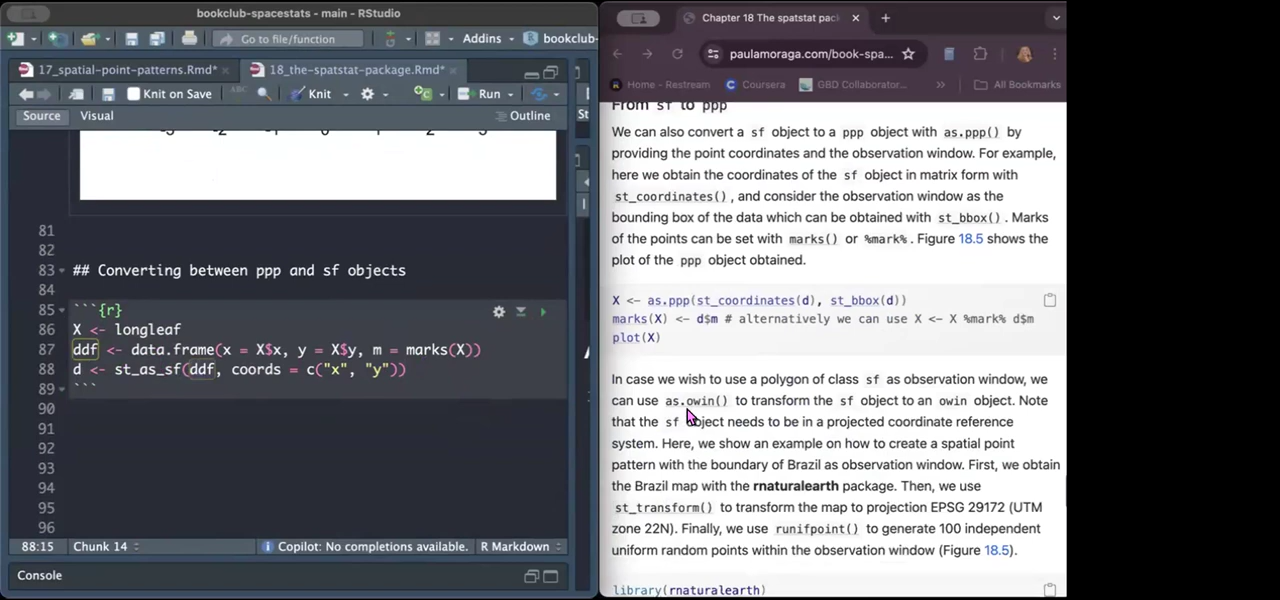 bookclub-spacestats - main - RStudio
Go to file/function
Addins
bookclub-
17_spatial-point-patterns.Rmd*
18_the-spatstat-package.Rmd*
Knit on Save
ABC
Knit
Run
St
Source
Visual
Outline
81
82
83 ## Converting between ppp and sf objects
84
85 ```{r}
86 X <- longleaf
87 ddf <- data.frame(x = X$x, y = X$y, m = marks(X))
88 d <- st_as_sf(ddf, coords = c("x", "y"))
89 ```
90
91
92
93
94
95
96
88:15
Chunk 14
Copilot: No completions available.
R Markdown
Console
Chapter 18 The spatstat pac
paulamoraga.com/book-spa...
Home - Restream
Coursera
GBD Collaborator...
All Bookmarks
From sf to ppp
We can also convert a sf object to a ppp object with as.ppp() by
providing the point coordinates and the observation window. For example,
here we obtain the coordinates of the sf object in matrix form with
st_coordinates(), and consider the observation window as the
bounding box of the data which can be obtained with st_bbox(). Marks
of the points can be set with marks() or %mark%. Figure 18.5 shows the
plot of the ppp object obtained.
X <- as.ppp(st_coordinates(d), st_bbox(d))
marks(X) <- d$m # alternatively we can use X <- X %mark% d$m
plot(X)
In case we wish to use a polygon of class sf as observation window, we
can use as.owin() to transform the sf object to an owin object. Note
that the sf object needs to be in a projected coordinate reference
system. Here, we show an example on how to create a spatial point
pattern with the boundary of Brazil as observation window. First, we obtain
the Brazil map with the rnaturalearth package. Then, we use
st_transform() to transform the map to projection EPSG 29172 (UTM
zone 22N). Finally, we use runifpoint() to generate 100 independent
uniform random points within the observation window (Figure 18.5).
library(rnaturalearth)